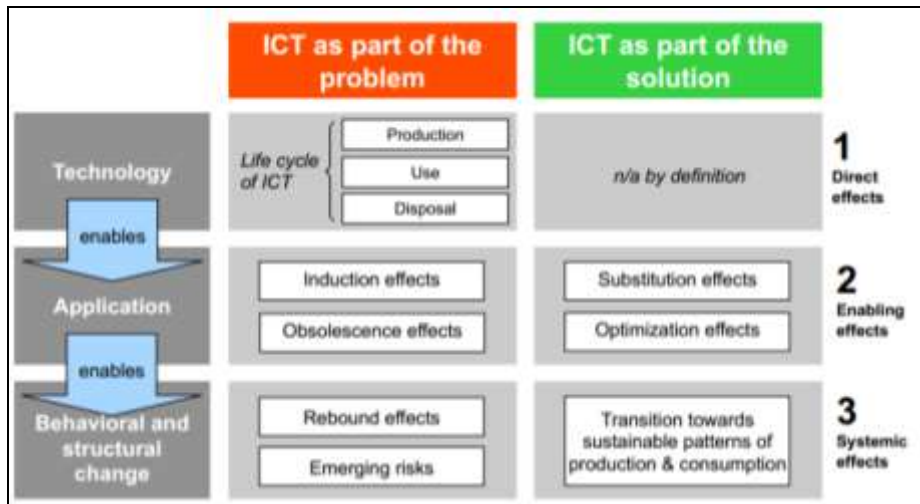 ICT as part of the
problem
ICT as part of the
solution
Technology
Life cycle
of ICT
Production
Use
Disposal
n/a by definition
1
Direct
effects
enables
Application
Induction effects
Obsolescence effects
Substitution effects
Optimization effects
2
Enabling
effects
enables
Behavioral and
structural
change
Rebound effects
Emerging risks
Transition towards
sustainable patterns of
production & consumption
3
Systemic
effects